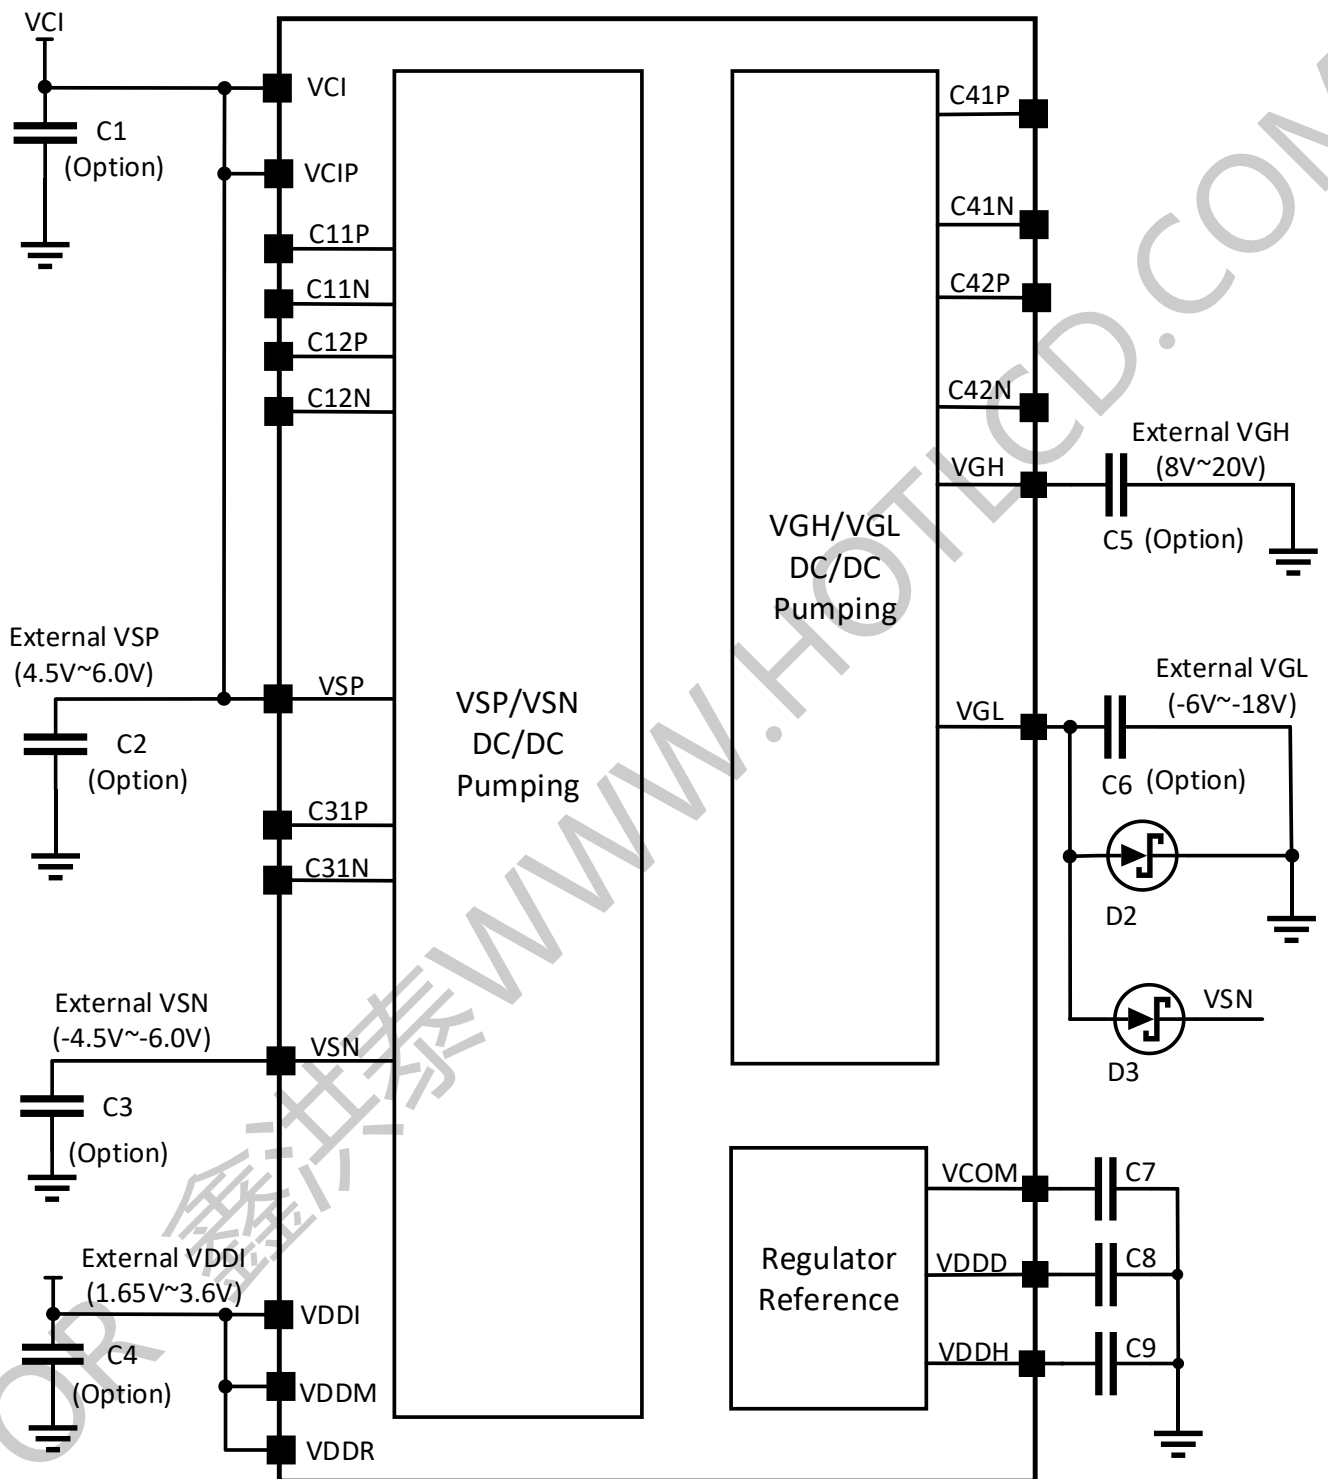 VCI
VCI
C1
(Option)
VCIP
C11P
C11N
C12P
C12N
External VSP
(4.5V~6.0V)
VSP
C2
(Option)
C31P
C31N
VSP/VSN
DC/DC
Pumping
External VSN
(-4.5V~-6.0V)
VSN
C3
(Option)
External VDDI
(1.65V~3.6V)
VDDI
C4
(Option)
VDDM
VDDR
C41P
C41N
C42P
C42N
VGH
External VGH
(8V~20V)
C5 (Option)
VGH/VGL
DC/DC
Pumping
External VGL
(-6V~-18V)
VGL
C6 (Option)
D2
VSN
D3
Regulator
Reference
VCOM
C7
VDDD
C8
VDDH
C9
OR 鑫洪泰WWW.HOTLCD.COM